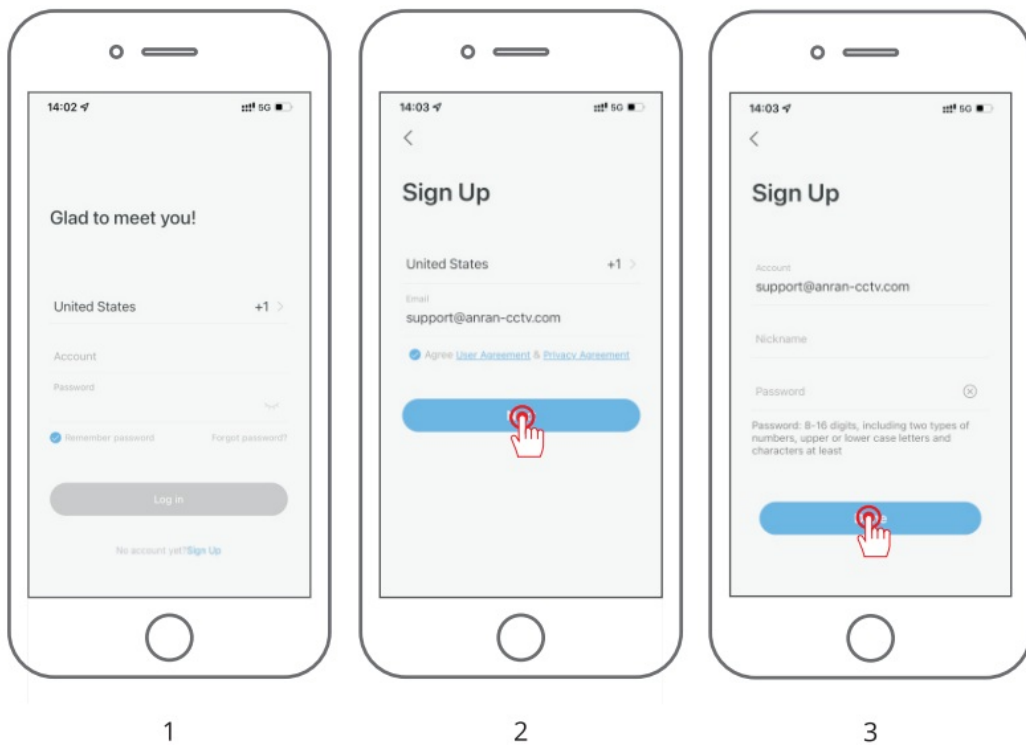 14:02
5G
Glad to meet you!
United States +1
Account
Password
Remember password Forgot password?
Log in
No account yet?Sign Up
1
14:03
5G
Sign Up
United States +1
Email
support@anran-cctv.com
Agree User Agreement & Privacy Agreement
2
14:03
5G
Sign Up
Account
support@anran-cctv.com
Nickname
Password
Password: 8-16 digits, including two types of
numbers, upper or lower case letters and
characters at least
3